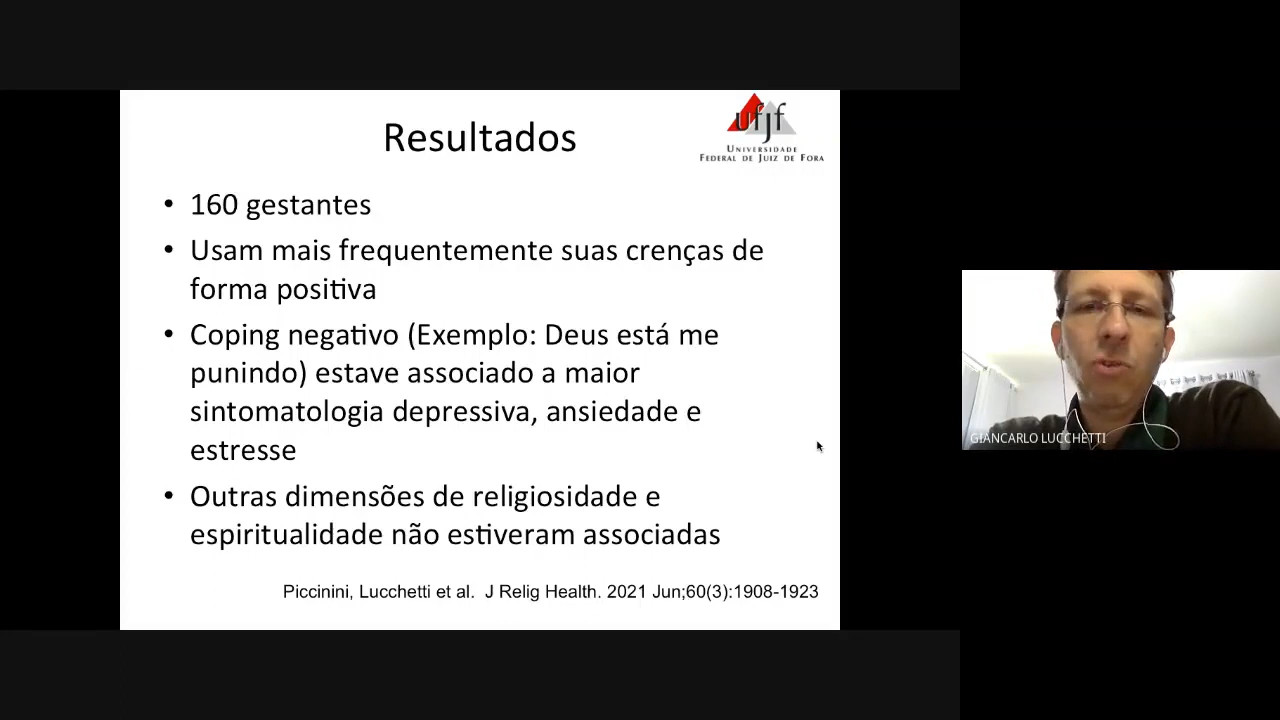 Resultados
ufjf
UNIVERSIDADE
FEDERAL DE JUIZ DE FORA
• 160 gestantes
• Usam mais frequentemente suas crenças de
forma positiva
• Coping negativo (Exemplo: Deus está me
punindo) estave associado a maior
sintomatologia depressiva, ansiedade e
estresse
• Outras dimensões de religiosidade e
espiritualidade não estiveram associadas
Piccinini, Lucchetti et al. J Relig Health. 2021 Jun;60(3):1908-1923
GIANCARLO LUCCHETTI